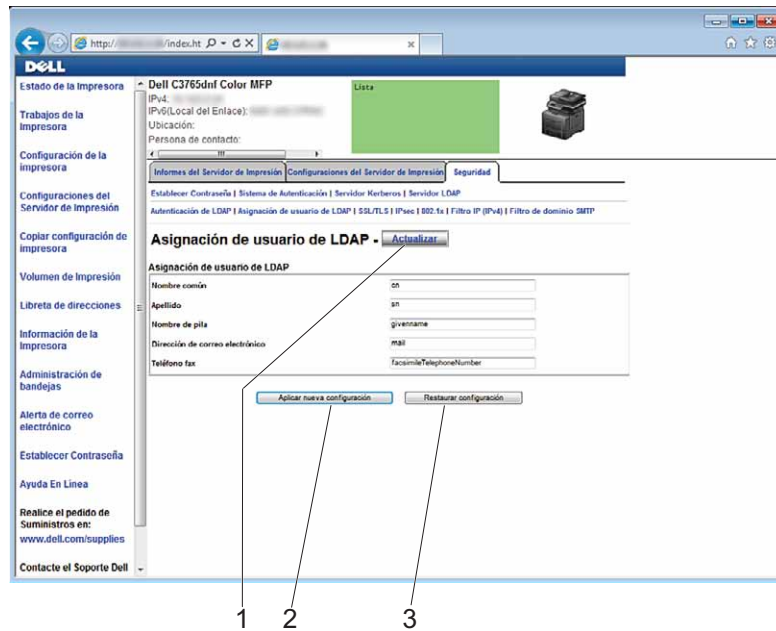 http://
/index.ht
DELL
Estado de la Impresora
Trabajos de la
Impresora
Configuración de la
impresora
Configuraciones del
Servidor de Impresión
Copiar configuración de
impresora
Volumen de Impresión
Libreta de direcciones
Información de la
Impresora
Administración de
bandejas
Alerta de correo
electrónico
Establecer Contraseña
Ayuda En Línea
Realice el pedido de
Suministros en:
www.dell.com/supplies
Contacte el Soporte Dell
Dell C3765dnf Color MFP
IPv4:
IPv6(Local del Enlace):
Ubicación:
Persona de contacto:
Lista
Informes del Servidor de Impresión Configuraciones del Servidor de Impresión Seguridad
Establecer Contraseña | Sistema de Autenticación | Servidor Kerberos | Servidor LDAP
Autenticación de LDAP | Asignación de usuario de LDAP | SSL/TLS | IPsec | 802.1x | Filtro IP (IPv4) | Filtro de dominio SMTP
Asignación de usuario de LDAP - Actualizar
Asignación de usuario de LDAP
Nombre común cn
Apellido sn
Nombre de pila givenname
Dirección de correo electrónico mail
Teléfono fax facsimileTelephoneNumber
Aplicar nueva configuración Restaurar configuración
1 2 3